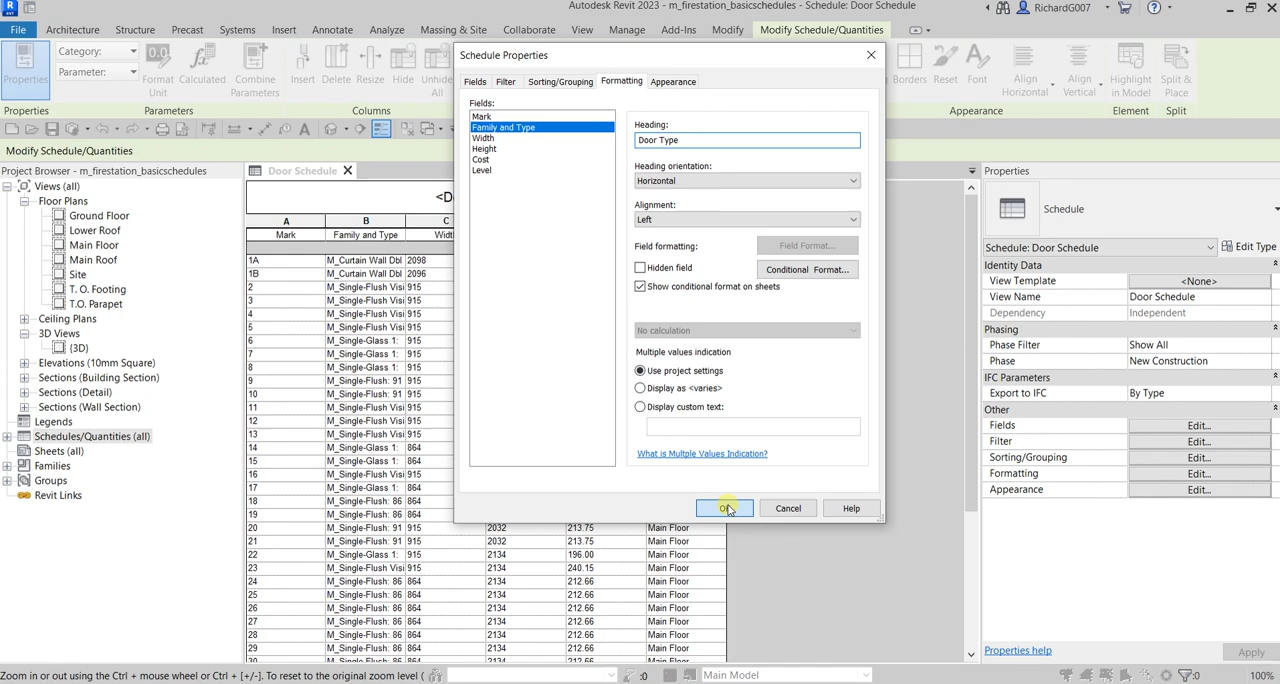 Autodesk Revit 2023 - m_firestation_basicschedules - Schedule: Door Schedule
RichardG007
File Architecture Structure Precast Systems Insert Annotate Analyze Massing & Site Collaborate View Manage Add-Ins Modify Modify Schedule/Quantities
Properties
Category:
Parameter:
Format Unit
Calculated
Combine Parameters
Insert Delete Resize Hide Unhide All
Borders Reset Font
Align Horizontal
Align Vertical
Highlight in Model
Split & Place
Properties Parameters Columns Appearance Element Split
Modify Schedule/Quantities
Project Browser - m_firestation_basicschedules
Views (all)
Floor Plans
Ground Floor
Lower Roof
Main Floor
Main Roof
Site
T. O. Footing
T.O. Parapet
Ceiling Plans
3D Views
{3D}
Elevations (10mm Square)
Sections (Building Section)
Sections (Detail)
Sections (Wall Section)
Legends
Schedules/Quantities (all)
Sheets (all)
Families
Groups
Revit Links
Door Schedule
A B C
Mark Family and Type
1A M_Curtain Wall Dbl 2098
1B M_Curtain Wall Dbl 2096
2 M_Single-Flush Visi 915
3 M_Single-Flush Visi 915
4 M_Single-Flush Visi 915
5 M_Single-Flush Visi 915
6 M_Single-Glass 1: 915
7 M_Single-Glass 1: 915
8 M_Single-Glass 1: 915
9 M_Single-Flush: 91 915
10 M_Single-Flush: 91 915
11 M_Single-Flush Visi 915
12 M_Single-Flush Visi 915
13 M_Single-Flush Visi 915
14 M_Single-Glass 1: 864
15 M_Single-Glass 1: 864
16 M_Single-Flush Visi 915
17 M_Single-Glass 1: 864
18 M_Single-Flush: 86 864
19 M_Single-Flush: 86 864
20 M_Single-Flush: 91 915 2032 213.75 Main Floor
21 M_Single-Flush: 91 915 2032 213.75 Main Floor
22 M_Single-Glass 1: 915 2134 196.00 Main Floor
23 M_Single-Flush Visi 915 2134 240.15 Main Floor
24 M_Single-Flush: 86 864 2134 212.66 Main Floor
25 M_Single-Flush: 86 864 2134 212.66 Main Floor
26 M_Single-Flush: 86 864 2134 212.66 Main Floor
27 M_Single-Flush: 86 864 2134 212.66 Main Floor
28 M_Single-Flush: 86 864 2134 212.66 Main Floor
29 M_Single-Flush: 86 864 2134 212.66 Main Floor
30 M_Single-Flush: 86 864 2134 212.66 Main Floor
Schedule Properties
Fields Filter Sorting/Grouping Formatting Appearance
Fields:
Mark
Family and Type
Width
Height
Cost
Level
Heading:
Door Type
Heading orientation:
Horizontal
Alignment:
Left
Field formatting:
Field Format...
Hidden field
Conditional Format...
Show conditional format on sheets
No calculation
Multiple values indication
Use project settings
Display as <varies>
Display custom text:
What is Multiple Values Indication?
Cancel Help
Properties
Schedule
Schedule: Door Schedule
Edit Type
Identity Data
View Template <None>
View Name Door Schedule
Dependency Independent
Phasing
Phase Filter Show All
Phase New Construction
IFC Parameters
Export to IFC By Type
Other
Fields Edit...
Filter Edit...
Sorting/Grouping Edit...
Formatting Edit...
Appearance Edit...
Properties help
Apply
Zoom in or out using the Ctrl + mouse wheel or Ctrl + [+/-]. To reset to the original zoom level (
:0
Main Model
:0
100%